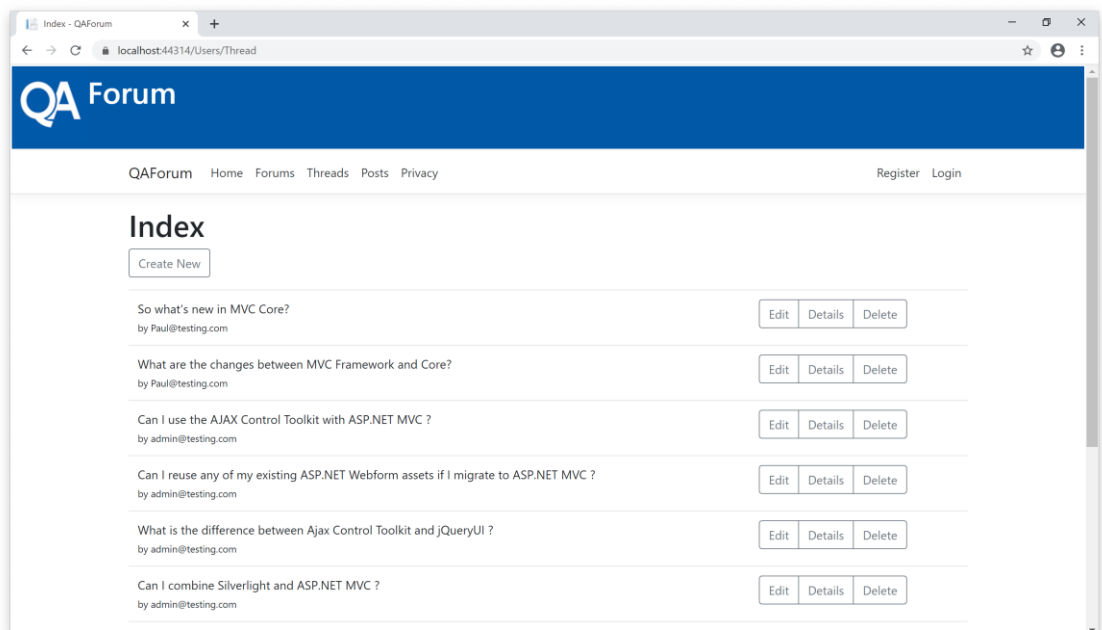 Index - QAForum
localhost:44314/Users/Thread
QA Forum
QAForum Home Forums Threads Posts Privacy Register Login
Index
Create New
So what's new in MVC Core?
by Paul@testing.com
Edit Details Delete
What are the changes between MVC Framework and Core?
by Paul@testing.com
Edit Details Delete
Can I use the AJAX Control Toolkit with ASP.NET MVC ?
by admin@testing.com
Edit Details Delete
Can I reuse any of my existing ASP.NET Webform assets if I migrate to ASP.NET MVC ?
by admin@testing.com
Edit Details Delete
What is the difference between Ajax Control Toolkit and jQueryUI ?
by admin@testing.com
Edit Details Delete
Can I combine Silverlight and ASP.NET MVC ?
by admin@testing.com
Edit Details Delete